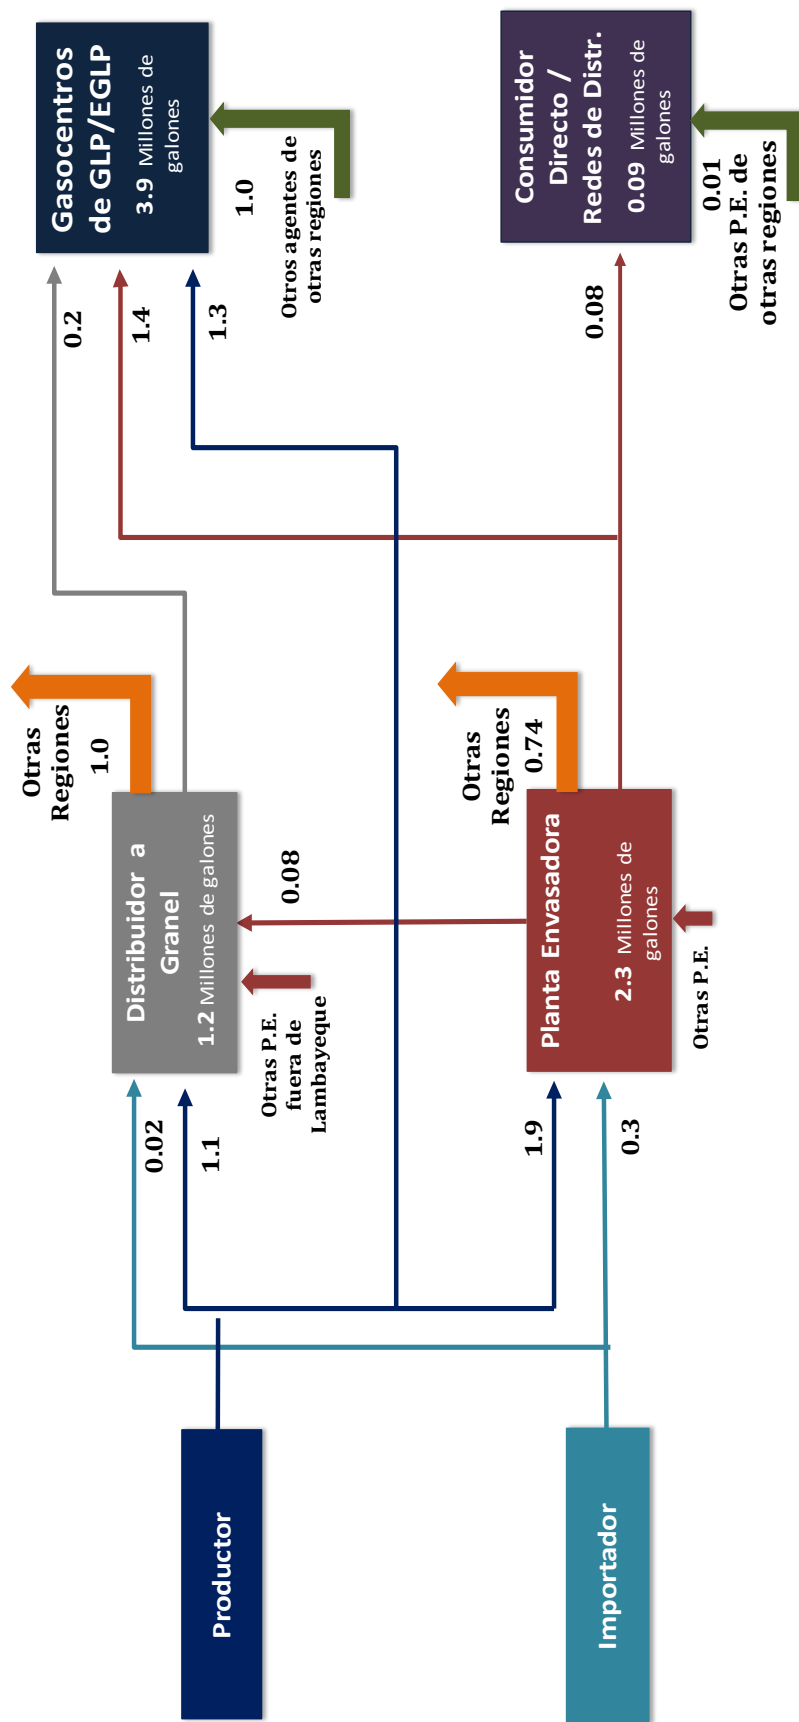 Productor
Importador
0.02
1.1
1.9
0.3
Distribuidor a
Granel
1.2 Millones de galones
Otras P.E.
fuera de
Lambayeque
0.08
Planta Envasadora
2.3 Millones de
galones
Otras P.E.
Otras
Regiones
1.0
Otras
Regiones
0.74
0.2
1.4
1.3
0.08
Gasocentros
de GLP/EGLP
3.9 Millones de
galones
1.0
Otros agentes de
otras regiones
Consumidor
Directo /
Redes de Distr.
0.09 Millones de
galones
0.01
Otras P.E. de
otras regiones